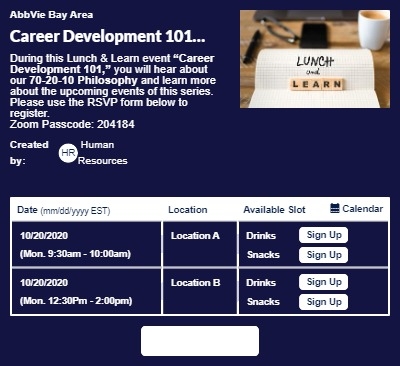 AbbVie Bay Area
Career Development 101...
During this Lunch & Learn event “Career
Development 101,” you will hear about
our 70-20-10 Philosophy and learn more
about the upcoming events of this series.
Please use the RSVP form below to
register.
Zoom Passcode: 204184
Created by: HR Human Resources
LUNCH
and
LEARN
Date (mm/dd/yyyy EST) Location Available Slot Calendar
10/20/2020 Location A Drinks Sign Up
(Mon. 9:30am - 10:00am) Snacks Sign Up
10/20/2020 Location B Drinks Sign Up
(Mon. 12:30Pm - 2:00pm) Snacks Sign Up